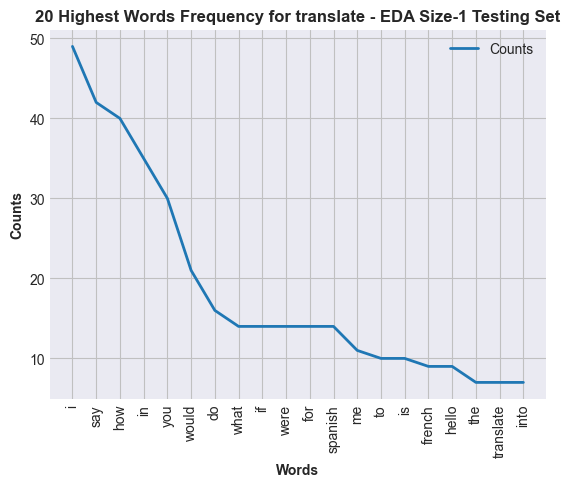 20 Highest Words Frequency for translate - EDA Size-1 Testing Set
Counts
50
40
30
20
10
Counts
i
say
how
in
you
would
do
what
if
were
for
spanish
me
to
is
french
hello
the
translate
into
Words